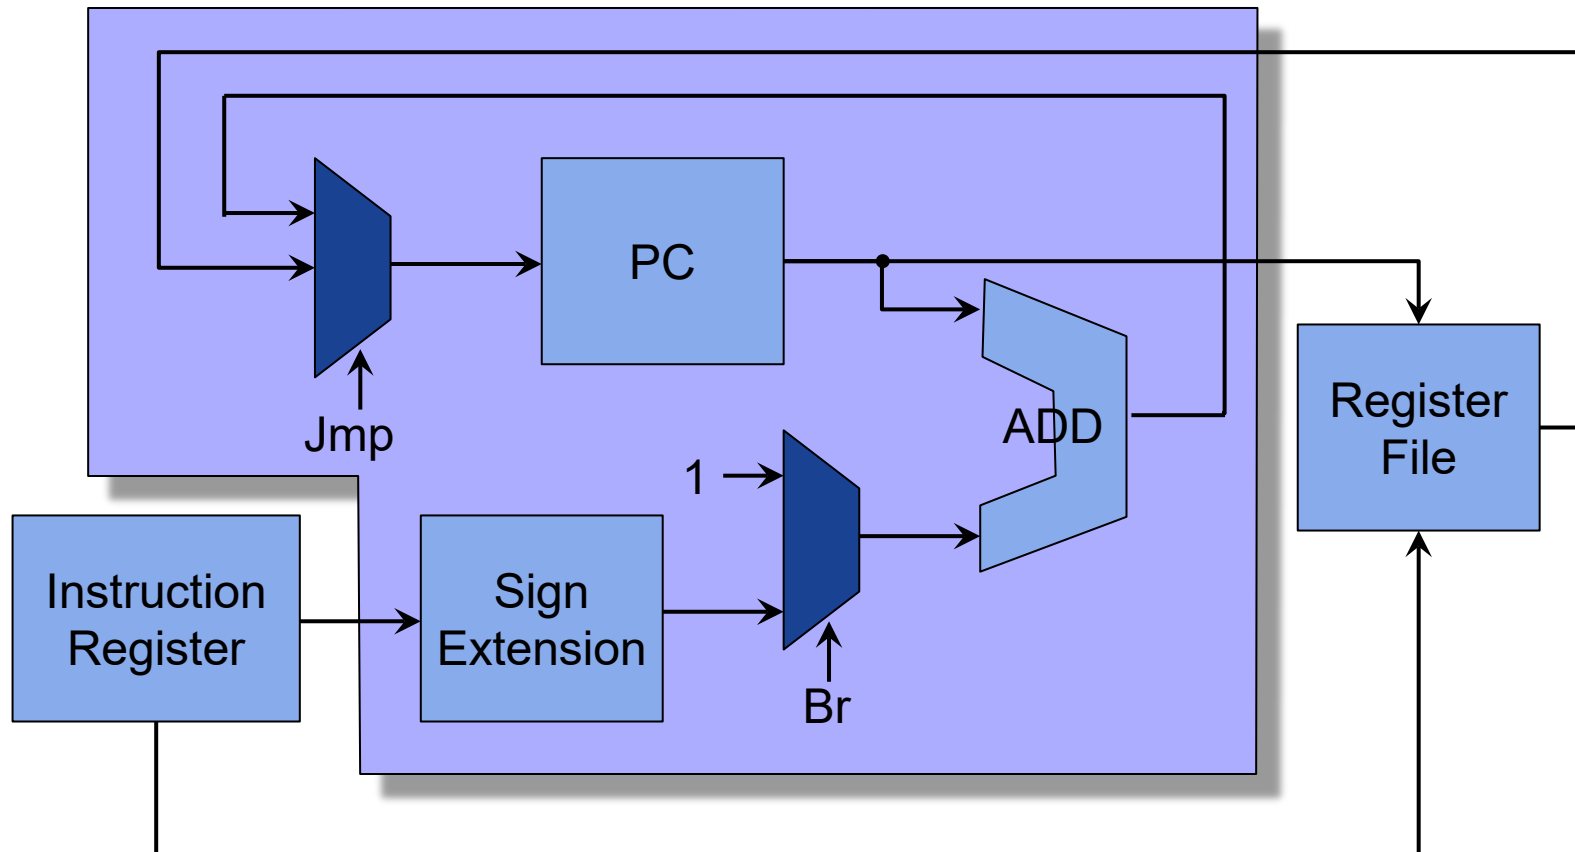 PC
Jmp
ADD
Register
File
1
Instruction
Register
Sign
Extension
Br